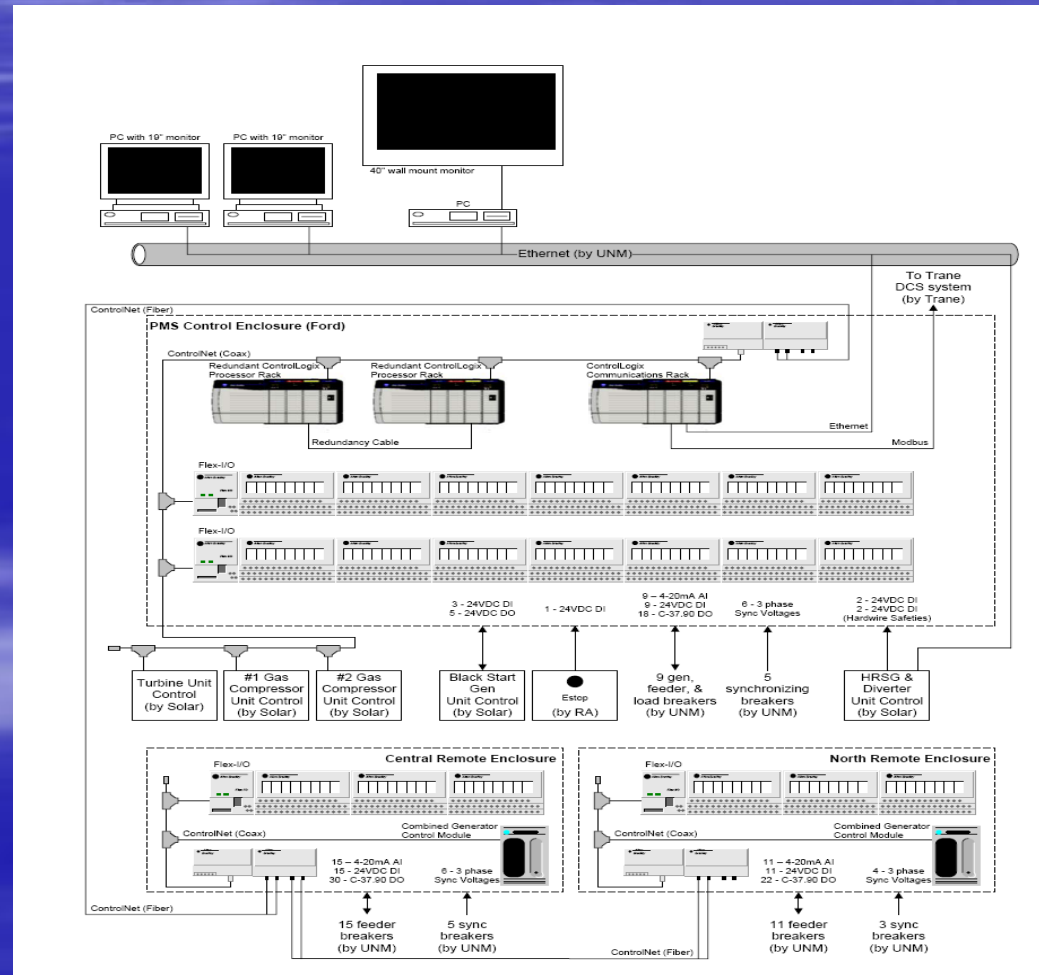 PC with 19" monitor
PC with 19" monitor
40" wall mount monitor
PC
Ethernet (by UNM)
To Trane
DCS system
(by Trane)
ControlNet (Fiber)
PMS Control Enclosure (Ford)
ControlNet (Coax)
Redundant ControlLogix
Processor Rack
Redundant ControlLogix
Processor Rack
ControlLogix
Communications Rack
Ethernet
Redundancy Cable
Modbus
Flex-I/O
Flex-I/O
3 - 24VDC DI
5 - 24VDC DO
1 - 24VDC DI
9 – 4-20mA AI
9 - 24VDC DI
18 - C-37.90 DO
6 - 3 phase
Sync Voltages
2 - 24VDC DI
2 - 24VDC DI
(Hardwire Safeties)
Turbine Unit
Control
(by Solar)
#1 Gas
Compressor
Unit Control
(by Solar)
#2 Gas
Compressor
Unit Control
(by Solar)
Black Start
Gen
Unit Control
(by Solar)
Estop
(by RA)
9 gen,
feeder, &
load breakers
(by UNM)
5
synchronizing
breakers
(by UNM)
HRSG &
Diverter
Unit Control
(by Solar)
Central Remote Enclosure
Flex-I/O
ControlNet (Coax)
Combined Generator
Control Module
15 – 4-20mA AI
15 - 24VDC DI
30 - C-37.90 DO
6 - 3 phase
Sync Voltages
ControlNet (Fiber)
15 feeder
breakers
(by UNM)
5 sync
breakers
(by UNM)
North Remote Enclosure
Flex-I/O
ControlNet (Coax)
Combined Generator
Control Module
11 – 4-20mA AI
11 - 24VDC DI
22 - C-37.90 DO
4 - 3 phase
Sync Voltages
ControlNet (Fiber)
11 feeder
breakers
(by UNM)
3 sync
breakers
(by UNM)